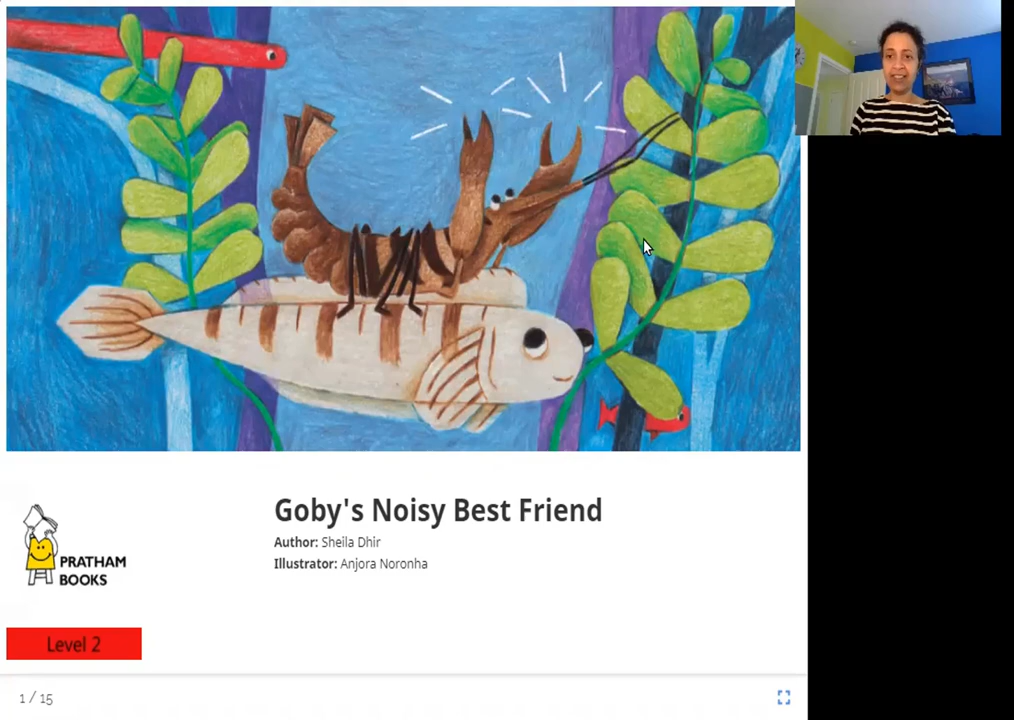 Goby's Noisy Best Friend
Author: Sheila Dhir
Illustrator: Anjora Noronha
PRATHAM
BOOKS
Level 2
1 / 15